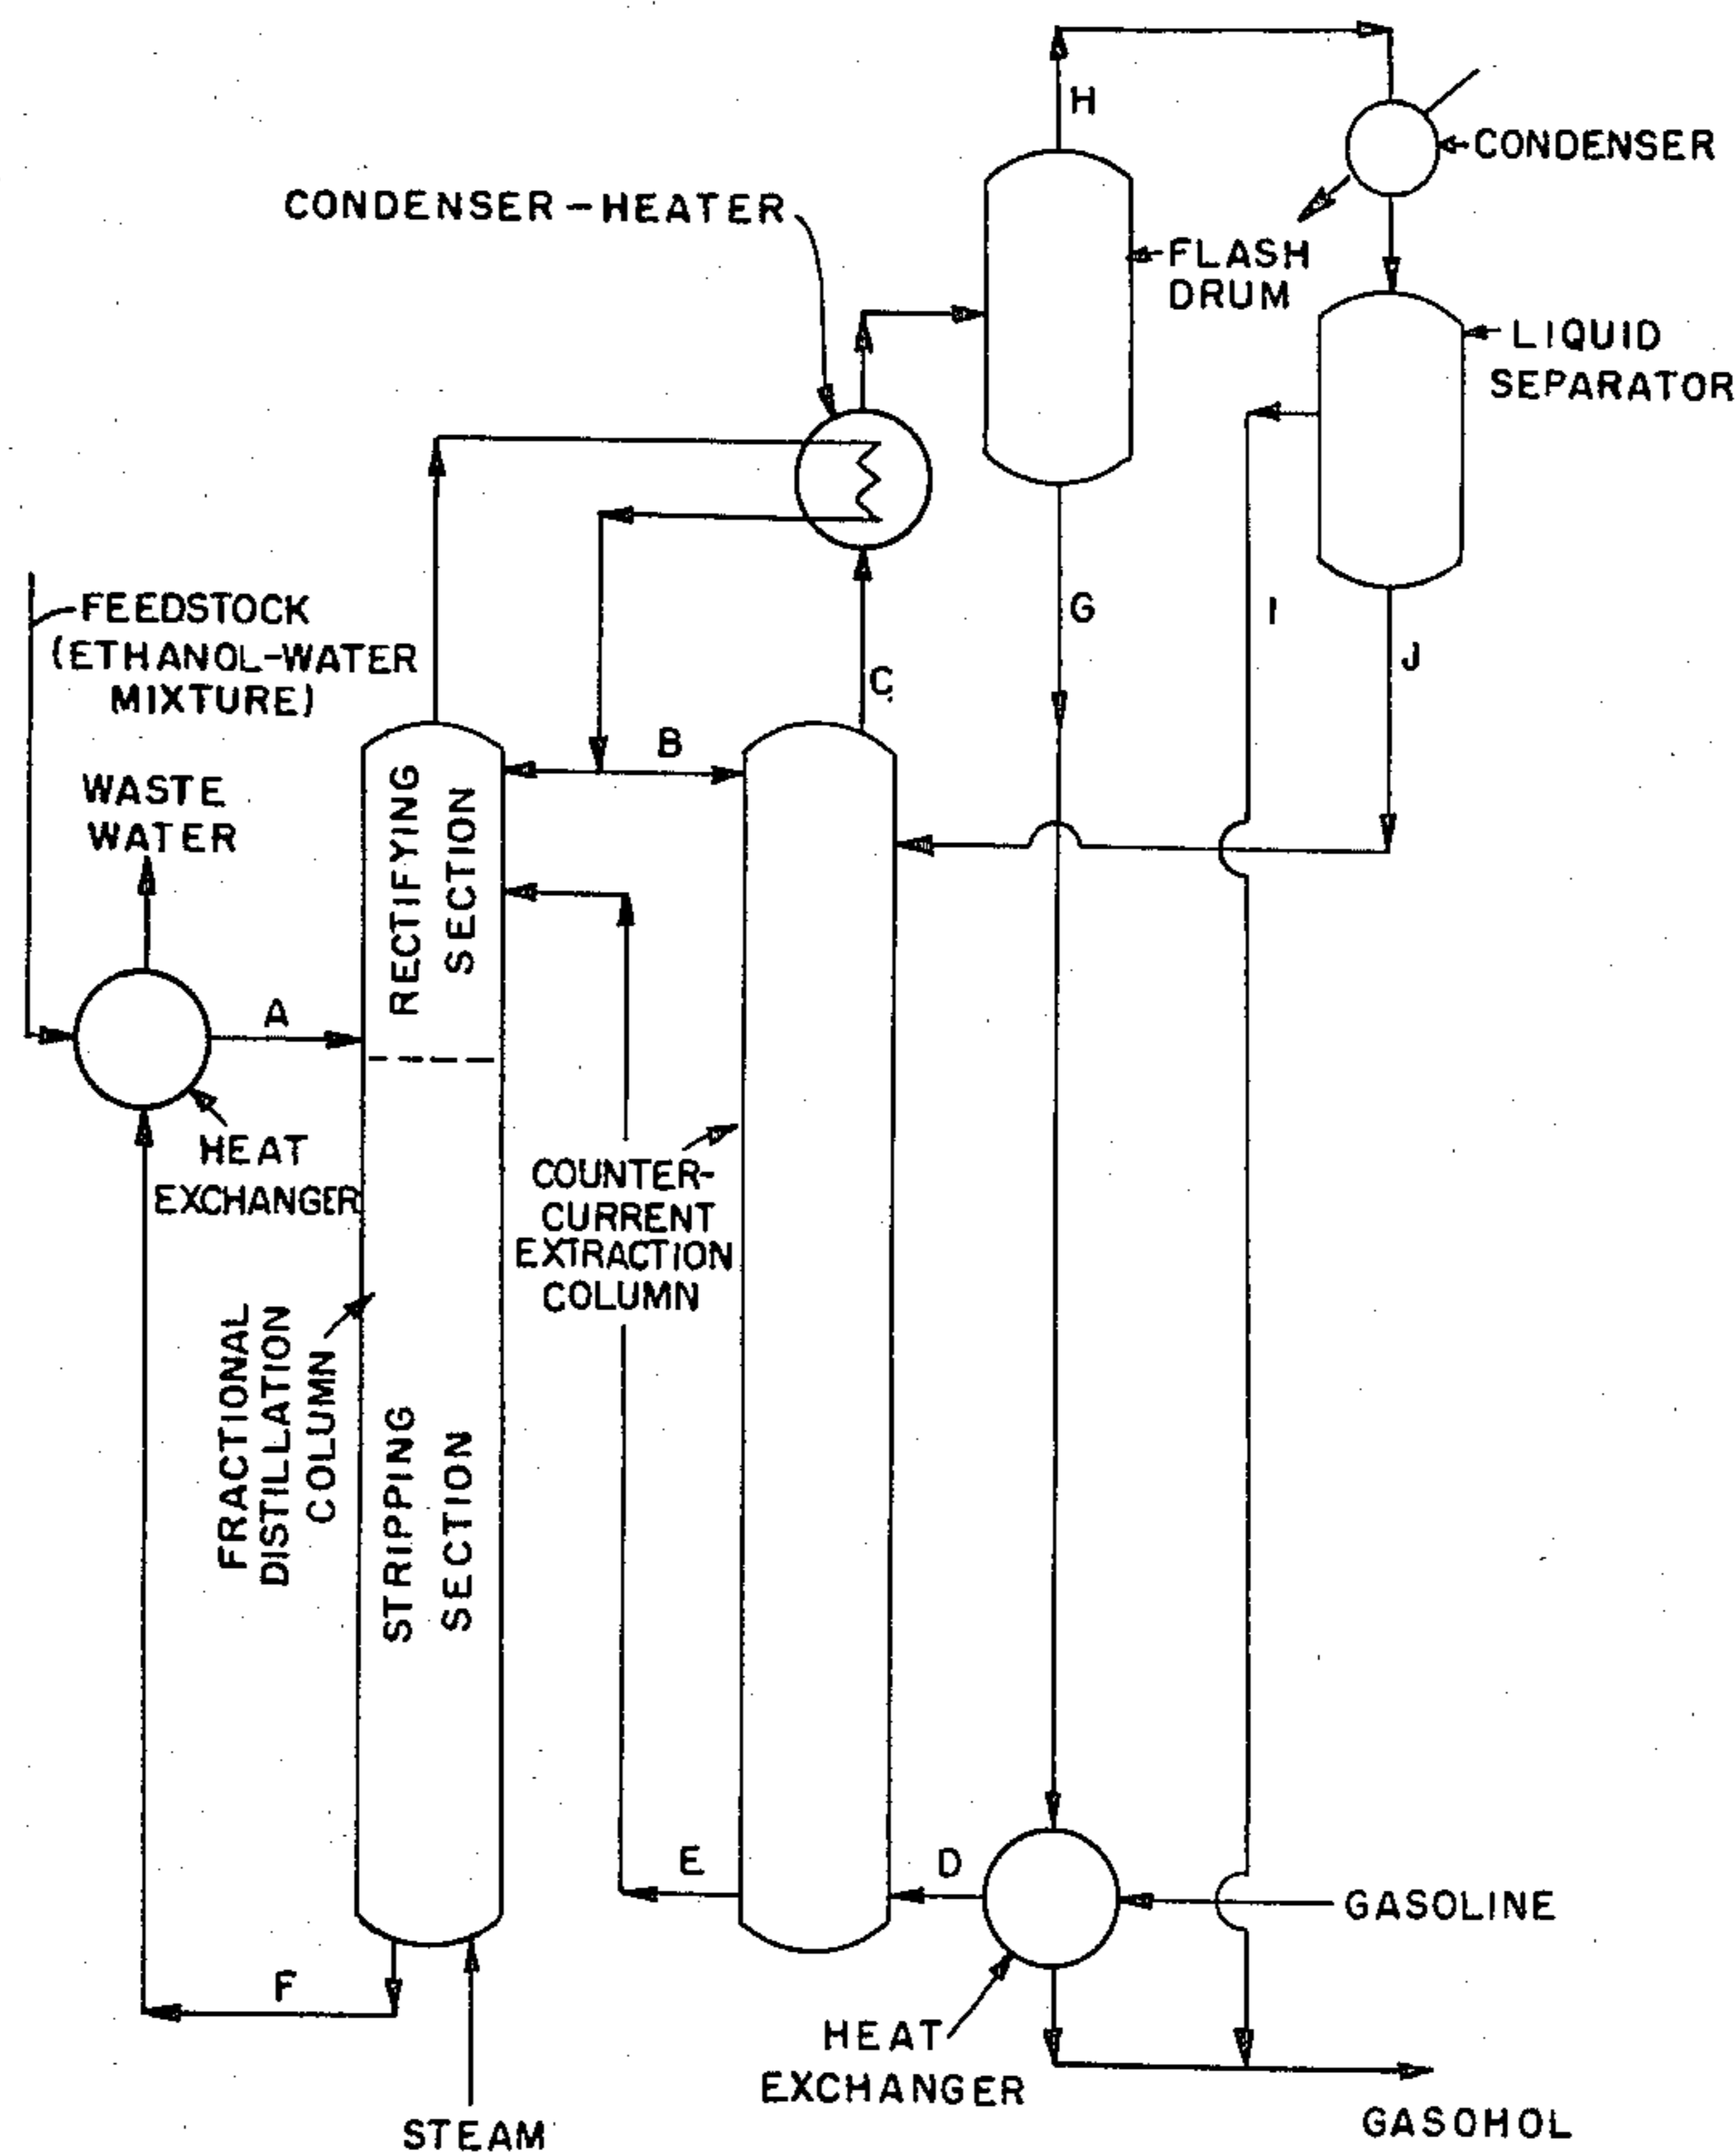 H
CONDENSER
CONDENSER-HEATER
FLASH
DRUM
LIQUID
SEPARATOR
FEEDSTOCK
(ETHANOL-WATER
MIXTURE)
G
I
J
C
B
WASTE
WATER
RECTIFYING
SECTION
A
HEAT
EXCHANGER
COUNTER-
CURRENT
EXTRACTION
COLUMN
FRACTIONAL
DISTILLATION
COLUMN
STRIPPING
SECTION
E
D
GASOLINE
F
HEAT
EXCHANGER
STEAM
GASOHOL